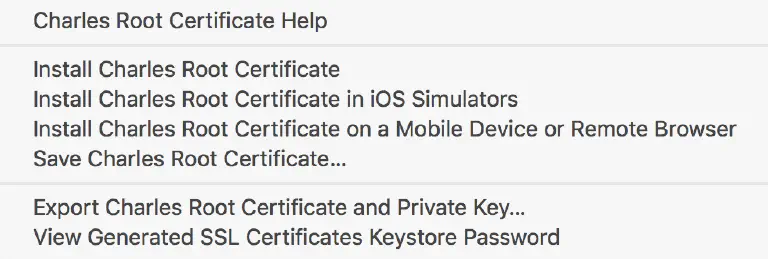 Charles Root Certificate Help
Install Charles Root Certificate
Install Charles Root Certificate in iOS Simulators
Install Charles Root Certificate on a Mobile Device or Remote Browser
Save Charles Root Certificate...
Export Charles Root Certificate and Private Key...
View Generated SSL Certificates Keystore Password